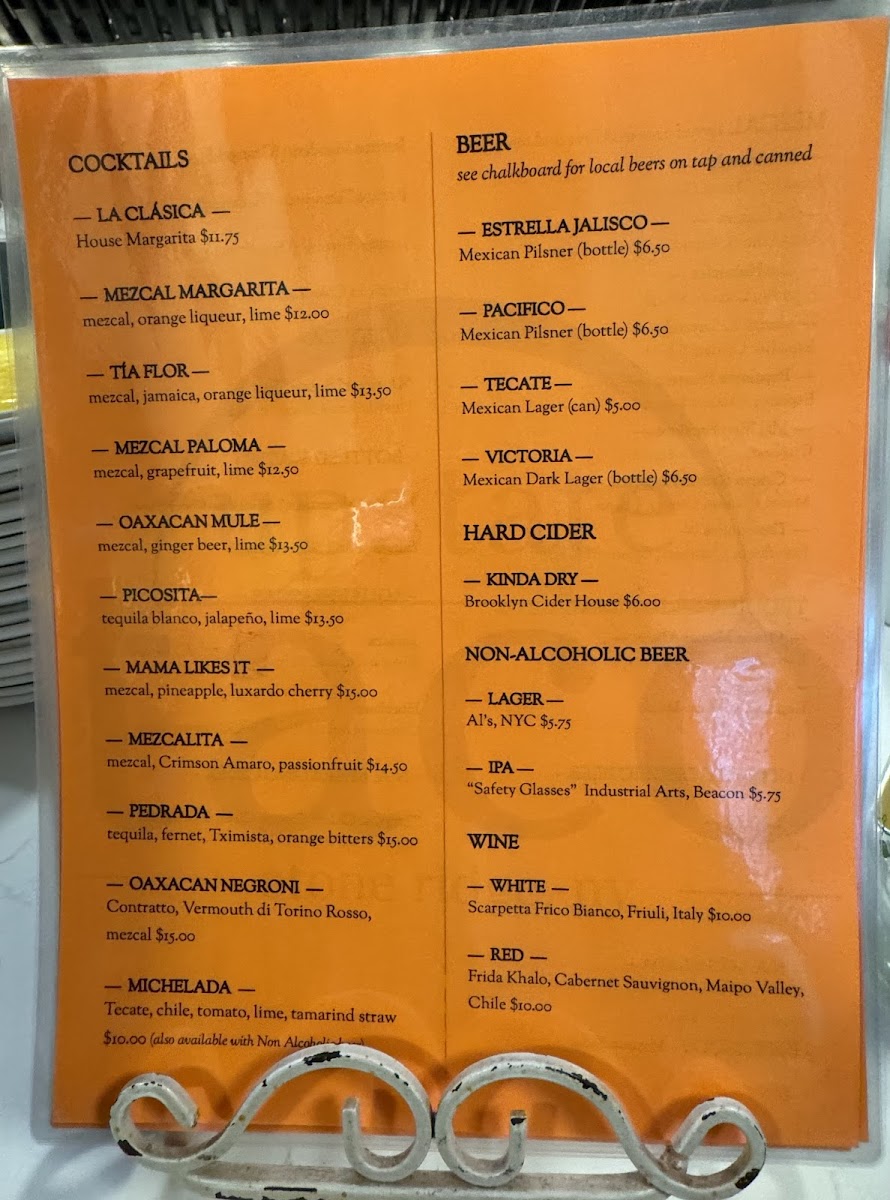 COCKTAILS
— LA CLÁSICA —
House Margarita $11.75
— MEZCAL MARGARITA —
mezcal, orange liqueur, lime $12.00
— TÍA FLOR —
mezcal, jamaica, orange liqueur, lime $13.50
— MEZCAL PALOMA —
mezcal, grapefruit, lime $12.50
— OAXACAN MULE —
mezcal, ginger beer, lime $13.50
— PICOSITA—
tequila blanco, jalapeño, lime $13.50
— MAMA LIKES IT —
mezcal, pineapple, luxardo cherry $15.00
— MEZCALITA —
mezcal, Crimson Amaro, passionfruit $14.50
— PEDRADA —
tequila, fernet, Tximista, orange bitters $15.00
— OAXACAN NEGRONI —
Contratto, Vermouth di Torino Rosso,
mezcal $15.00
— MICHELADA —
Tecate, chile, tomato, lime, tamarind straw
$10.00 (also available with Non
BEER
see chalkboard for local beers on tap and canned
— ESTRELLA JALISCO —
Mexican Pilsner (bottle) $6.50
— PACIFICO —
Mexican Pilsner (bottle) $6.50
— TECATE —
Mexican Lager (can) $5.00
— VICTORIA —
Mexican Dark Lager (bottle) $6.50
HARD CIDER
— KINDA DRY —
Brooklyn Cider House $6.00
NON-ALCOHOLIC BEER
— LAGER —
Al's, NYC $5.75
— IPA —
“Safety Glasses” Industrial Arts, Beacon $5.75
WINE
— WHITE —
Scarpetta Frico Bianco, Friuli, Italy $10.00
— RED —
Frida Khalo, Cabernet Sauvignon, Maipo Valley,
Chile $10.00